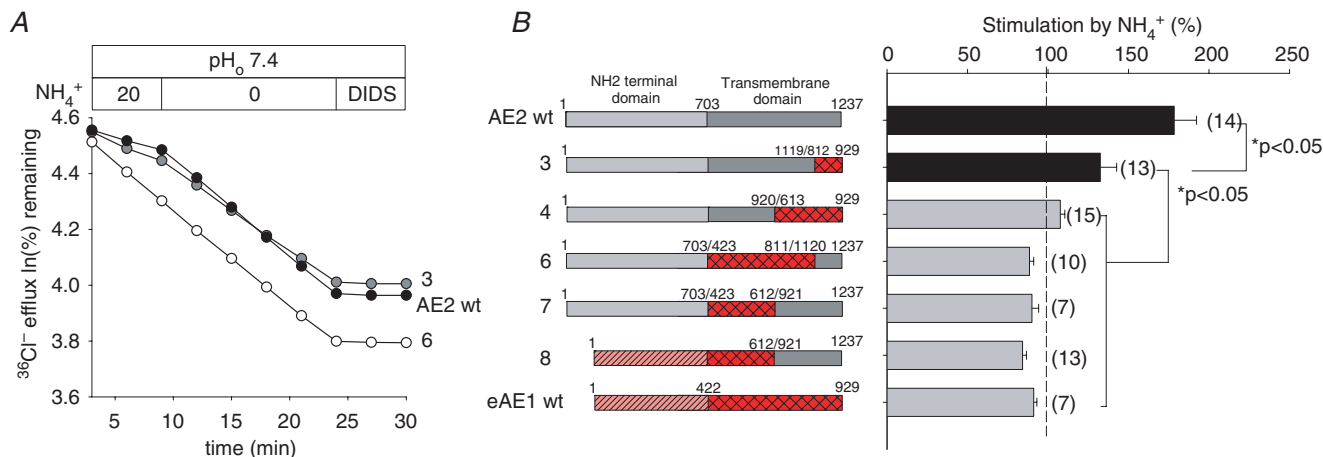 A
pHo 7.4
NH4+ 20 0 DIDS
4.6
4.4
4.2
4.0
3.8
3.6
36Cl− efflux ln(%) remaining
3
AE2 wt
6
5 10 15 20 25 30
time (min)
B
Stimulation by NH4+ (%)
0 50 100 150 200 250
NH2 terminal domain
Transmembrane domain
1 703 1237
AE2 wt
(14)
*p<0.05
1119/812 929
3
(13)
*p<0.05
920/613 929
4
(15)
703/423 811/1120 1237
6
(10)
703/423 612/921 1237
7
(7)
1 612/921 1237
8
(13)
1 422 929
eAE1 wt
(7)